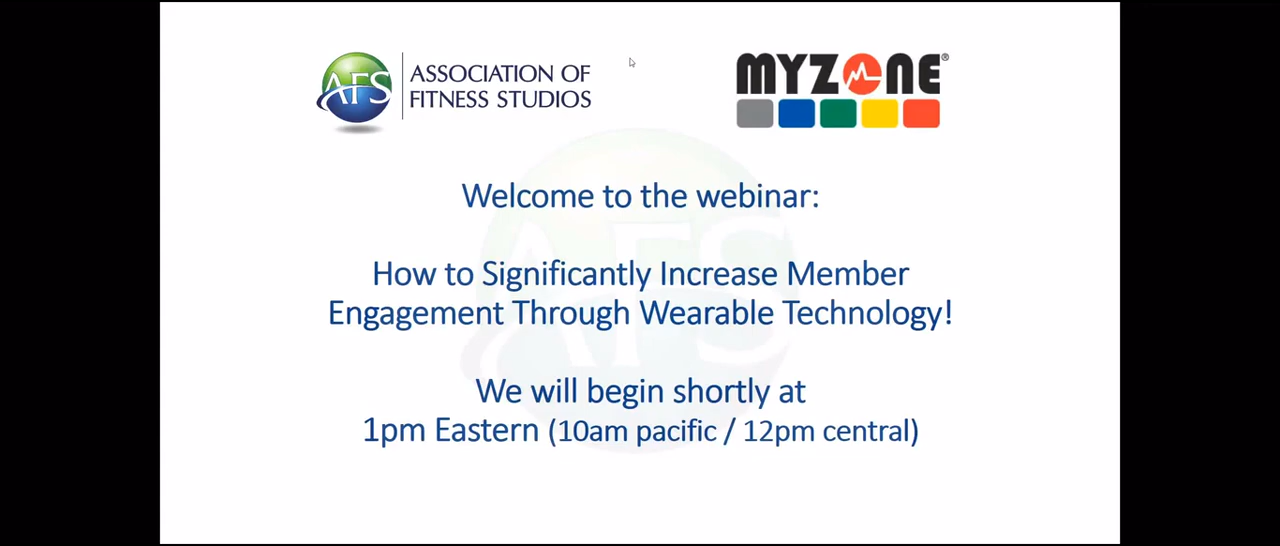 AFS
ASSOCIATION OF
FITNESS STUDIOS
MYZONE®
Welcome to the webinar:
How to Significantly Increase Member
Engagement Through Wearable Technology!
We will begin shortly at
1pm Eastern (10am pacific / 12pm central)
AFS